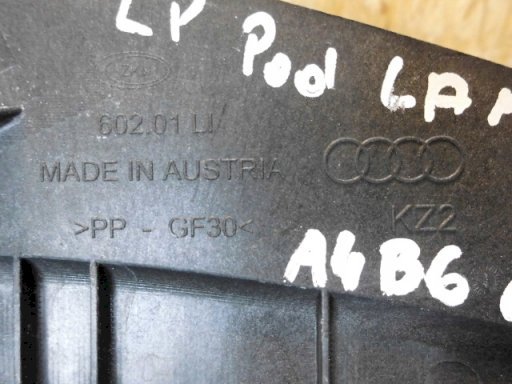 LP Pod LA
602.01 LI
MADE IN AUSTRIA
>PP - GF30<
KZ2
A4B6